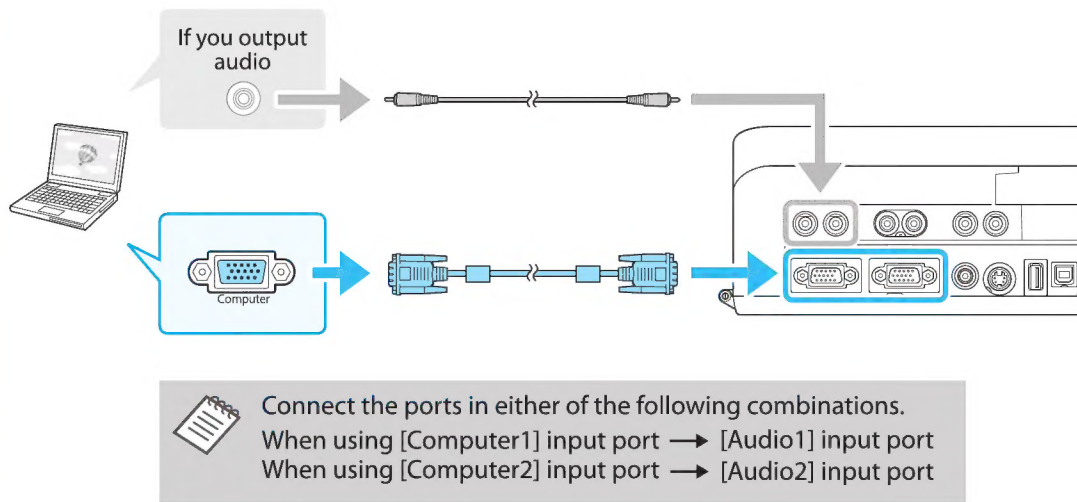 If you output
audio
Computer
Connect the ports in either of the following combinations.
When using [Computer1] input port → [Audio1] input port
When using [Computer2] input port → [Audio2] input port